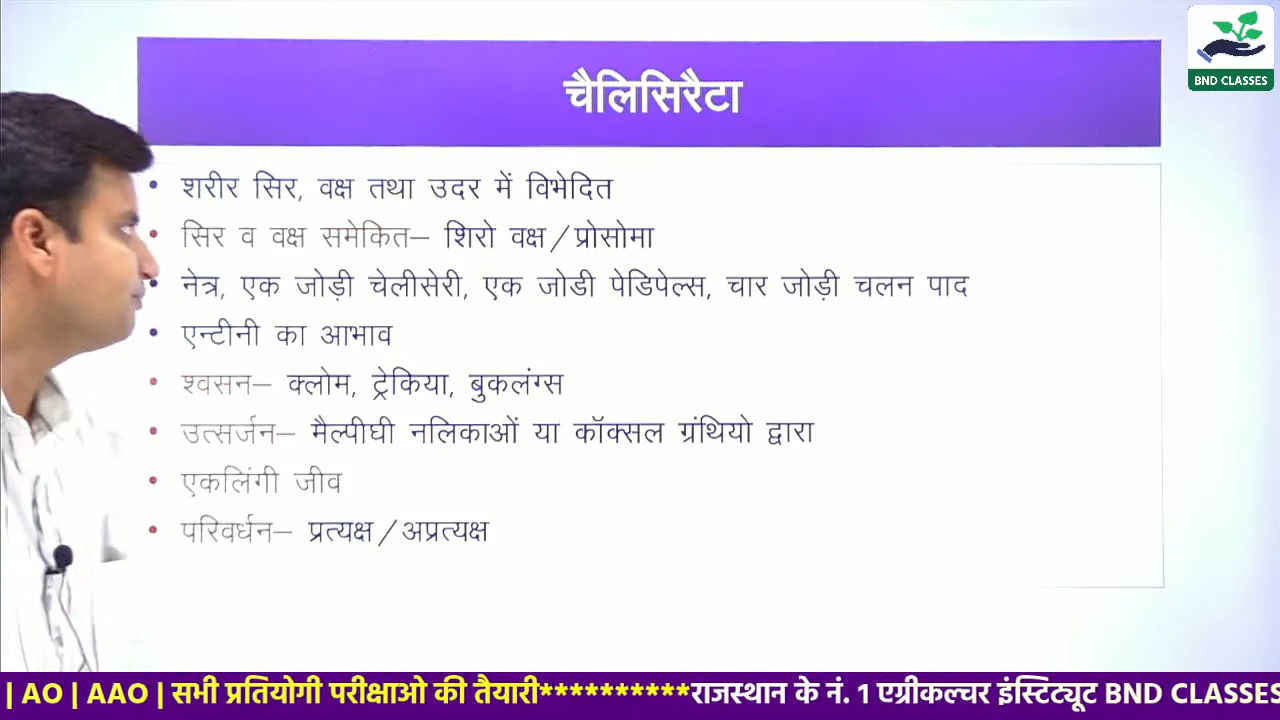 BND CLASSES
चैलिसिरैटा
• शरीर सिर, वक्ष तथा उदर में विभेदित
• सिर व वक्ष समेकित– शिरो वक्ष/प्रोसोमा
• नेत्र, एक जोड़ी चेलीसेरी, एक जोडी पेडिपेल्स, चार जोड़ी चलन पाद
• एन्टीनी का आभाव
• श्वसन– क्लोम, ट्रेकिया, बुकलंग्स
• उत्सर्जन– मैल्पीघी नलिकाओं या कॉक्सल ग्रंथियो द्वारा
• एकलिंगी जीव
• परिवर्धन– प्रत्यक्ष/अप्रत्यक्ष
| AO | AAO | सभी प्रतियोगी परीक्षाओ की तैयारी**********राजस्थान के नं. 1 एग्रीकल्चर इंस्टिट्यूट BND CLASSES